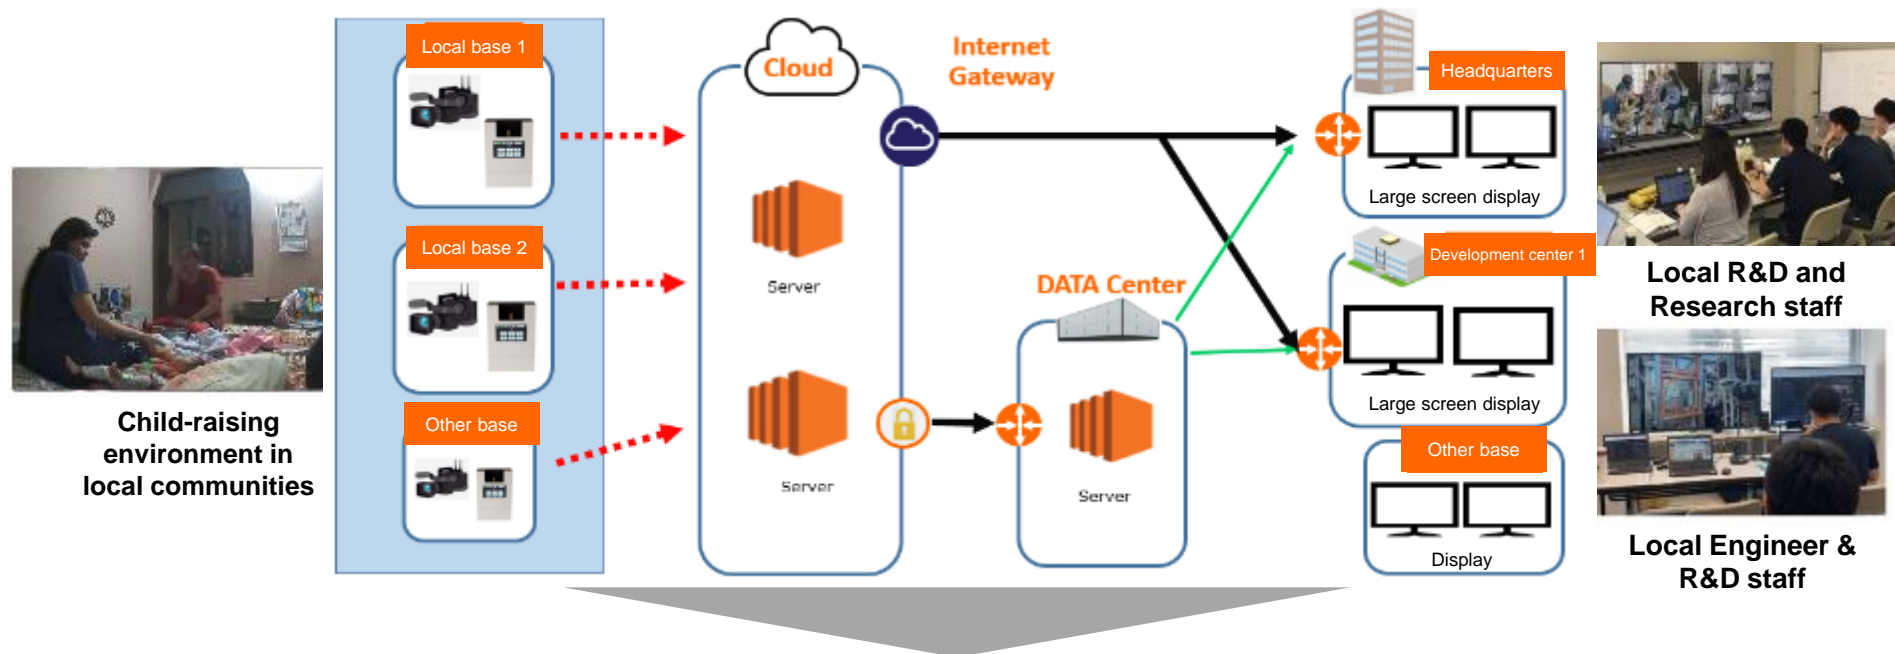 Child-raising
environment in
local communities
Local base 1
Local base 2
Other base
Cloud
Server
Server
Internet
Gateway
DATA Center
Server
Headquarters
Large screen display
Development center 1
Large screen display
Other base
Display
Local R&D and
Research staff
Local Engineer &
R&D staff